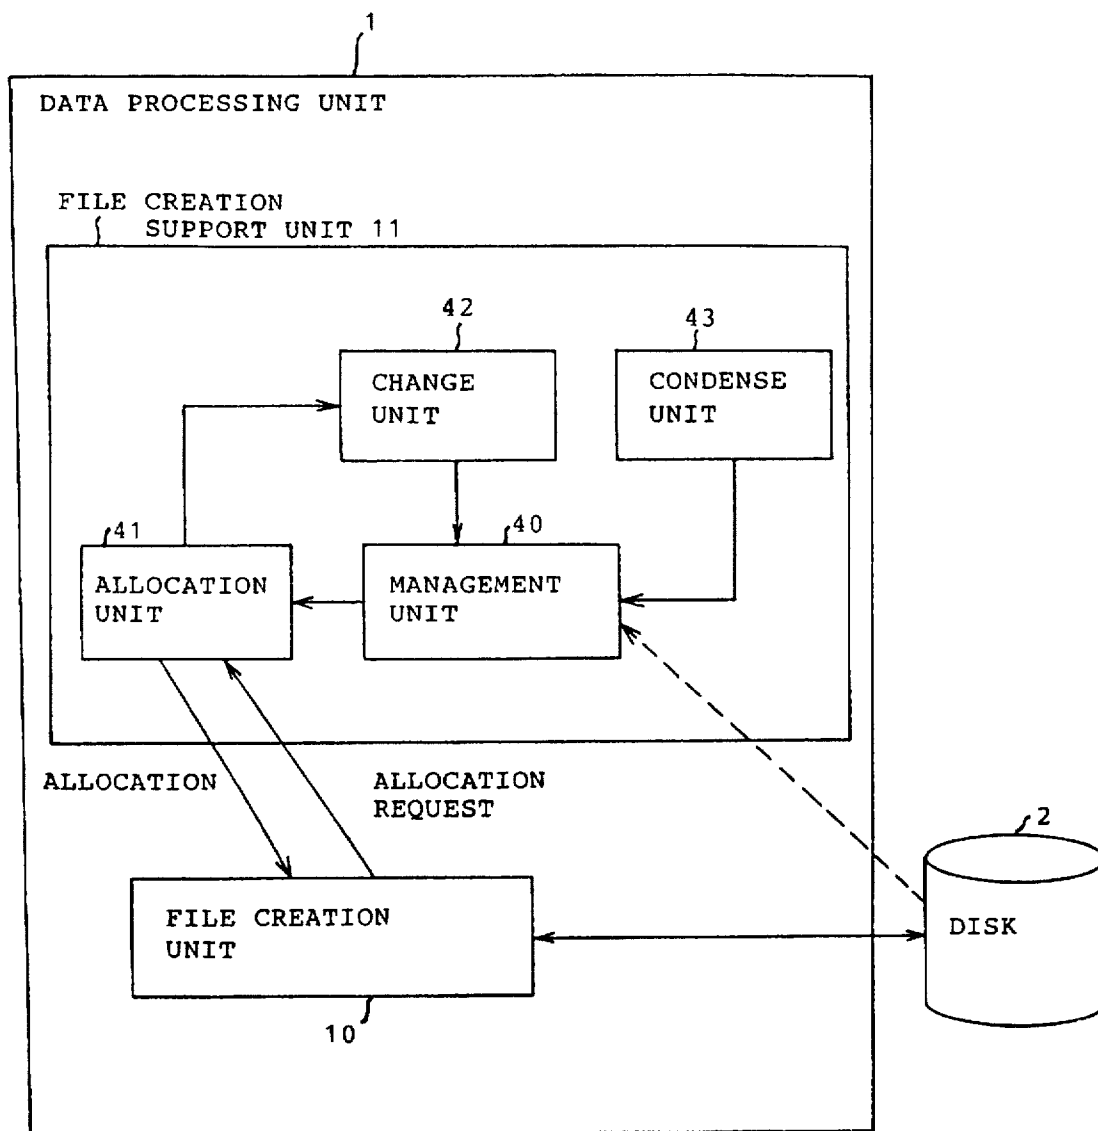 1
DATA PROCESSING UNIT
FILE CREATION
SUPPORT UNIT 11
42
43
CHANGE
UNIT
CONDENSE
UNIT
41
40
ALLOCATION
UNIT
MANAGEMENT
UNIT
ALLOCATION
ALLOCATION
REQUEST
2
FILE CREATION
UNIT
DISK
10